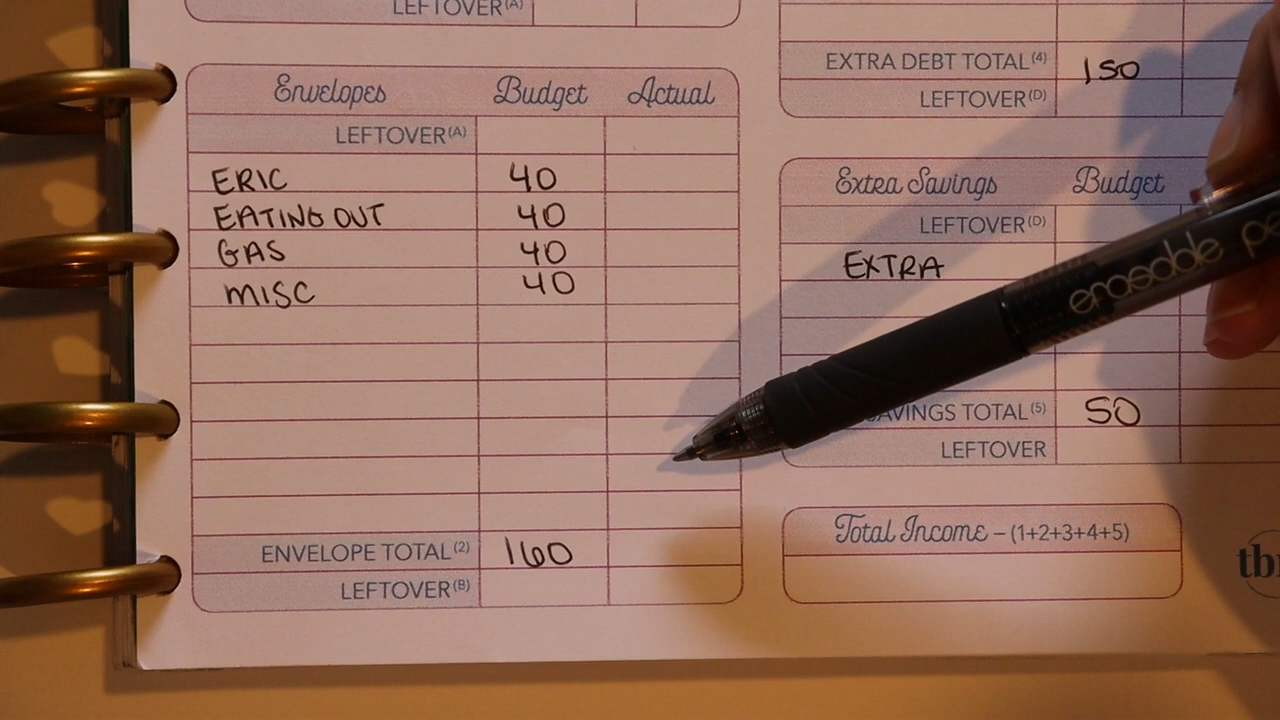 LEFTOVER(A)
Envelopes Budget Actual
LEFTOVER(A)
ERIC 40
EATING OUT 40
GAS 40
MISC 40
ENVELOPE TOTAL(2) 160
LEFTOVER(B)
EXTRA DEBT TOTAL(4) 150
LEFTOVER(D)
Extra Savings Budget
LEFTOVER(D)
EXTRA
SAVINGS TOTAL(5) 50
LEFTOVER
Total Income – (1+2+3+4+5)
erasable